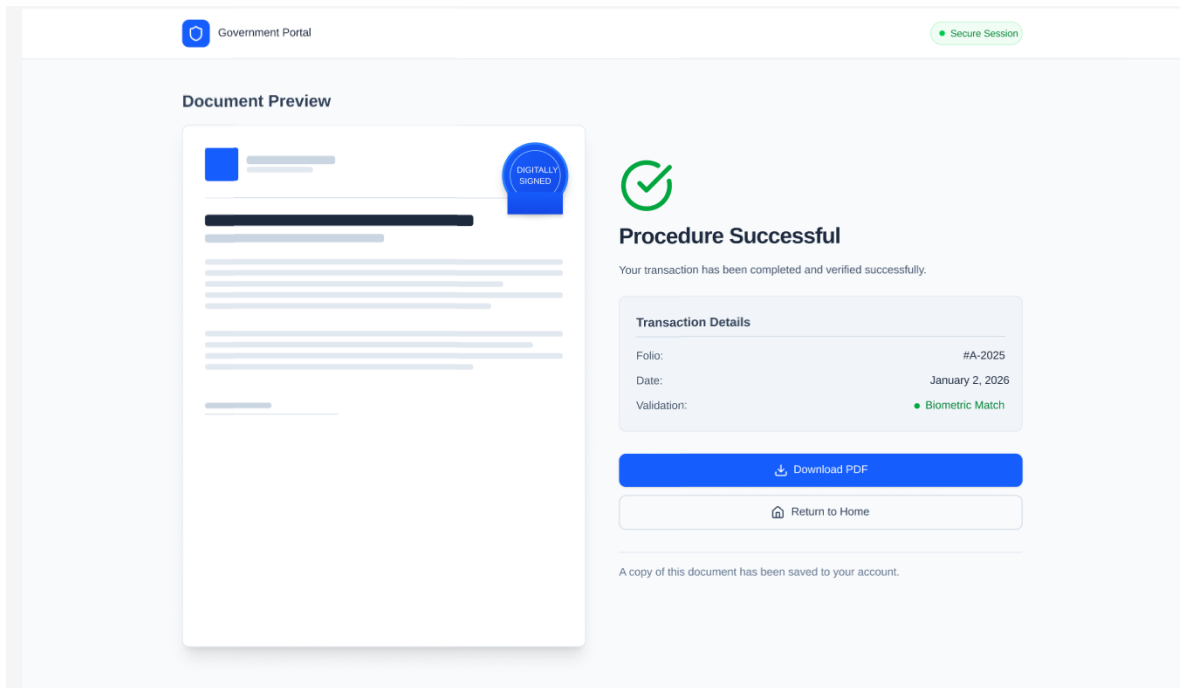 Government Portal
Secure Session
Document Preview
DIGITALLY
SIGNED
Procedure Successful
Your transaction has been completed and verified successfully.
Transaction Details
Folio: #A-2025
Date: January 2, 2026
Validation: Biometric Match
Download PDF
Return to Home
A copy of this document has been saved to your account.